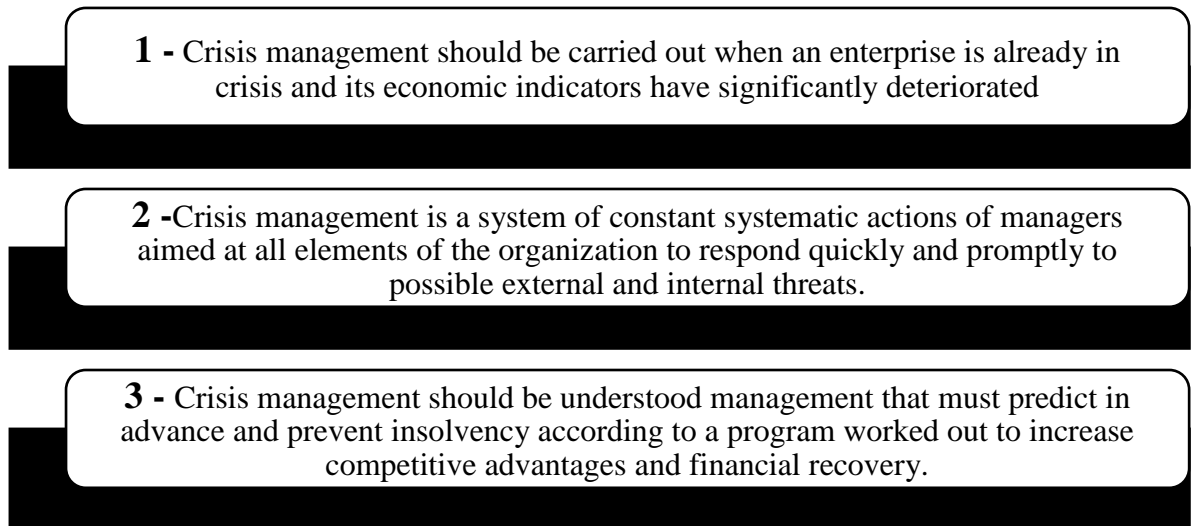 1 - Crisis management should be carried out when an enterprise is already in
crisis and its economic indicators have significantly deteriorated
2 -Crisis management is a system of constant systematic actions of managers
aimed at all elements of the organization to respond quickly and promptly to
possible external and internal threats.
3 - Crisis management should be understood management that must predict in
advance and prevent insolvency according to a program worked out to increase
competitive advantages and financial recovery.